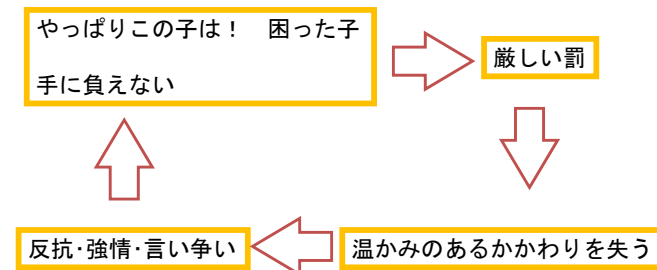 やっぱりこの子は！　困った子
手に負えない
厳しい罰
反抗・強情・言い争い
温かみのあるかかわりを失う